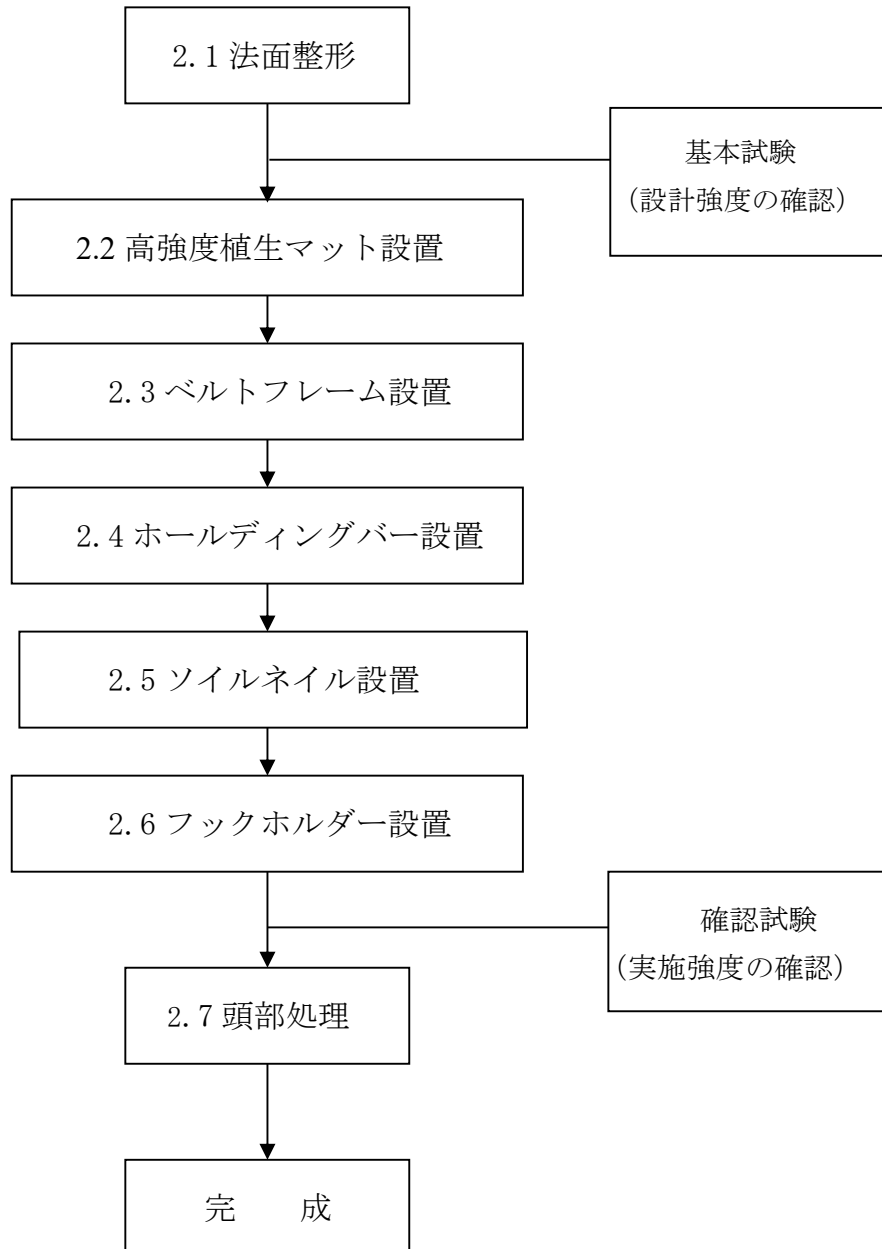 2.1 法面整形
基本試験
(設計強度の確認)
2.2 高強度植生マット設置
2.3 ベルトフレーム設置
2.4 ホールディングバー設置
2.5 ソイルネイル設置
2.6 フックホルダー設置
確認試験
(実施強度の確認)
2.7 頭部処理
完　　成